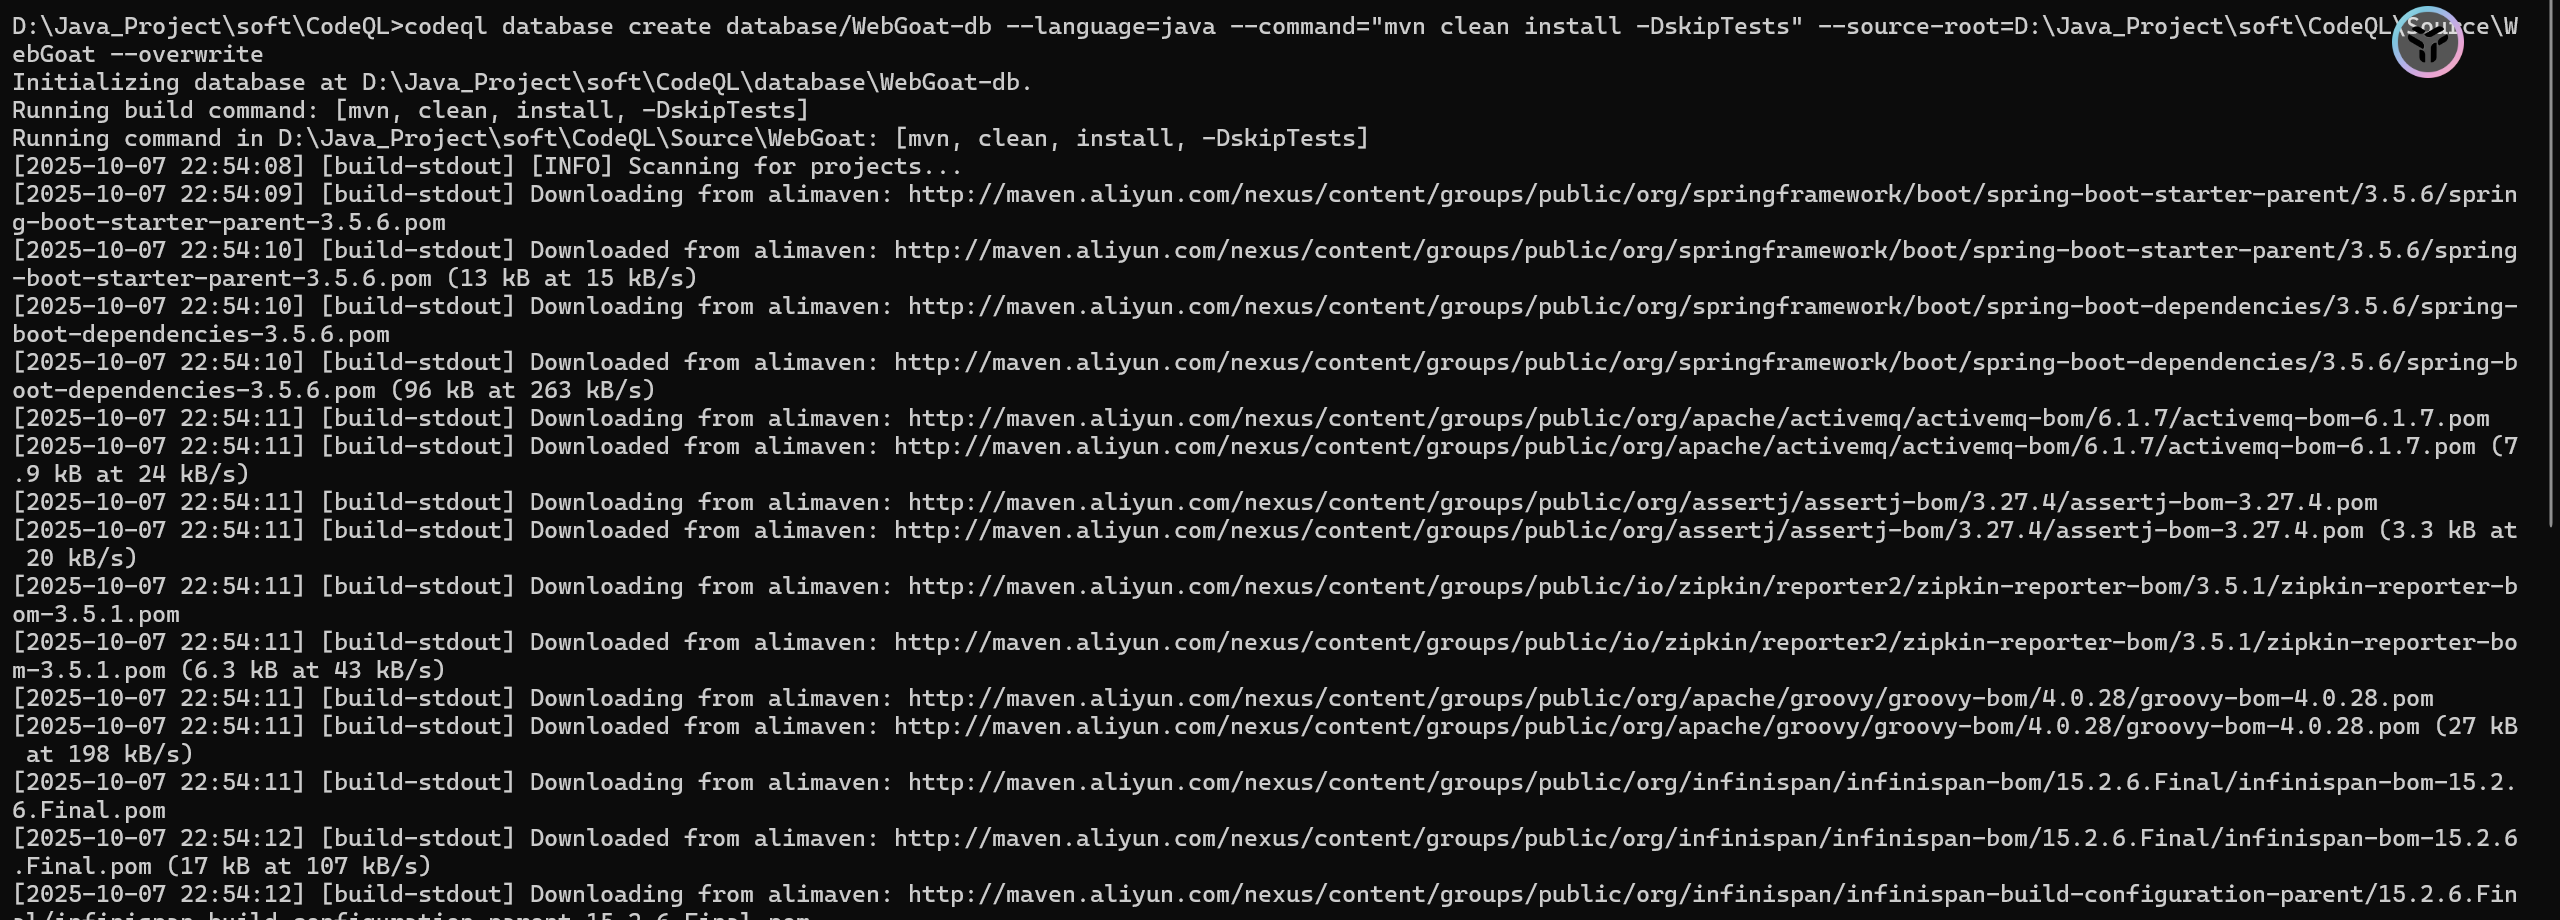 D:\Java_Project\soft\CodeQL>codeql database create database/WebGoat-db --language=java --command="mvn clean install -DskipTests" --source-root=D:\Java_Project\soft\CodeQL\Source\W
ebGoat --overwrite
Initializing database at D:\Java_Project\soft\CodeQL\database\WebGoat-db.
Running build command: [mvn, clean, install, -DskipTests]
Running command in D:\Java_Project\soft\CodeQL\Source\WebGoat: [mvn, clean, install, -DskipTests]
[2025-10-07 22:54:08] [build-stdout] [INFO] Scanning for projects...
[2025-10-07 22:54:09] [build-stdout] Downloading from alimaven: http://maven.aliyun.com/nexus/content/groups/public/org/springframework/boot/spring-boot-starter-parent/3.5.6/sprin
g-boot-starter-parent-3.5.6.pom
[2025-10-07 22:54:10] [build-stdout] Downloaded from alimaven: http://maven.aliyun.com/nexus/content/groups/public/org/springframework/boot/spring-boot-starter-parent/3.5.6/spring
-boot-starter-parent-3.5.6.pom (13 kB at 15 kB/s)
[2025-10-07 22:54:10] [build-stdout] Downloading from alimaven: http://maven.aliyun.com/nexus/content/groups/public/org/springframework/boot/spring-boot-dependencies/3.5.6/spring-
boot-dependencies-3.5.6.pom
[2025-10-07 22:54:10] [build-stdout] Downloaded from alimaven: http://maven.aliyun.com/nexus/content/groups/public/org/springframework/boot/spring-boot-dependencies/3.5.6/spring-b
oot-dependencies-3.5.6.pom (96 kB at 263 kB/s)
[2025-10-07 22:54:11] [build-stdout] Downloading from alimaven: http://maven.aliyun.com/nexus/content/groups/public/org/apache/activemq/activemq-bom/6.1.7/activemq-bom-6.1.7.pom
[2025-10-07 22:54:11] [build-stdout] Downloaded from alimaven: http://maven.aliyun.com/nexus/content/groups/public/org/apache/activemq/activemq-bom/6.1.7/activemq-bom-6.1.7.pom (7
.9 kB at 24 kB/s)
[2025-10-07 22:54:11] [build-stdout] Downloading from alimaven: http://maven.aliyun.com/nexus/content/groups/public/org/assertj/assertj-bom/3.27.4/assertj-bom-3.27.4.pom
[2025-10-07 22:54:11] [build-stdout] Downloaded from alimaven: http://maven.aliyun.com/nexus/content/groups/public/org/assertj/assertj-bom/3.27.4/assertj-bom-3.27.4.pom (3.3 kB at
 20 kB/s)
[2025-10-07 22:54:11] [build-stdout] Downloading from alimaven: http://maven.aliyun.com/nexus/content/groups/public/io/zipkin/reporter2/zipkin-reporter-bom/3.5.1/zipkin-reporter-b
om-3.5.1.pom
[2025-10-07 22:54:11] [build-stdout] Downloaded from alimaven: http://maven.aliyun.com/nexus/content/groups/public/io/zipkin/reporter2/zipkin-reporter-bom/3.5.1/zipkin-reporter-bo
m-3.5.1.pom (6.3 kB at 43 kB/s)
[2025-10-07 22:54:11] [build-stdout] Downloading from alimaven: http://maven.aliyun.com/nexus/content/groups/public/org/apache/groovy/groovy-bom/4.0.28/groovy-bom-4.0.28.pom
[2025-10-07 22:54:11] [build-stdout] Downloaded from alimaven: http://maven.aliyun.com/nexus/content/groups/public/org/apache/groovy/groovy-bom/4.0.28/groovy-bom-4.0.28.pom (27 kB
 at 198 kB/s)
[2025-10-07 22:54:11] [build-stdout] Downloading from alimaven: http://maven.aliyun.com/nexus/content/groups/public/org/infinispan/infinispan-bom/15.2.6.Final/infinispan-bom-15.2.
6.Final.pom
[2025-10-07 22:54:12] [build-stdout] Downloaded from alimaven: http://maven.aliyun.com/nexus/content/groups/public/org/infinispan/infinispan-bom/15.2.6.Final/infinispan-bom-15.2.6
.Final.pom (17 kB at 107 kB/s)
[2025-10-07 22:54:12] [build-stdout] Downloading from alimaven: http://maven.aliyun.com/nexus/content/groups/public/org/infinispan/infinispan-build-configuration-parent/15.2.6.Fin
al/infinispan-build-configuration-parent-15.2.6.Final.pom